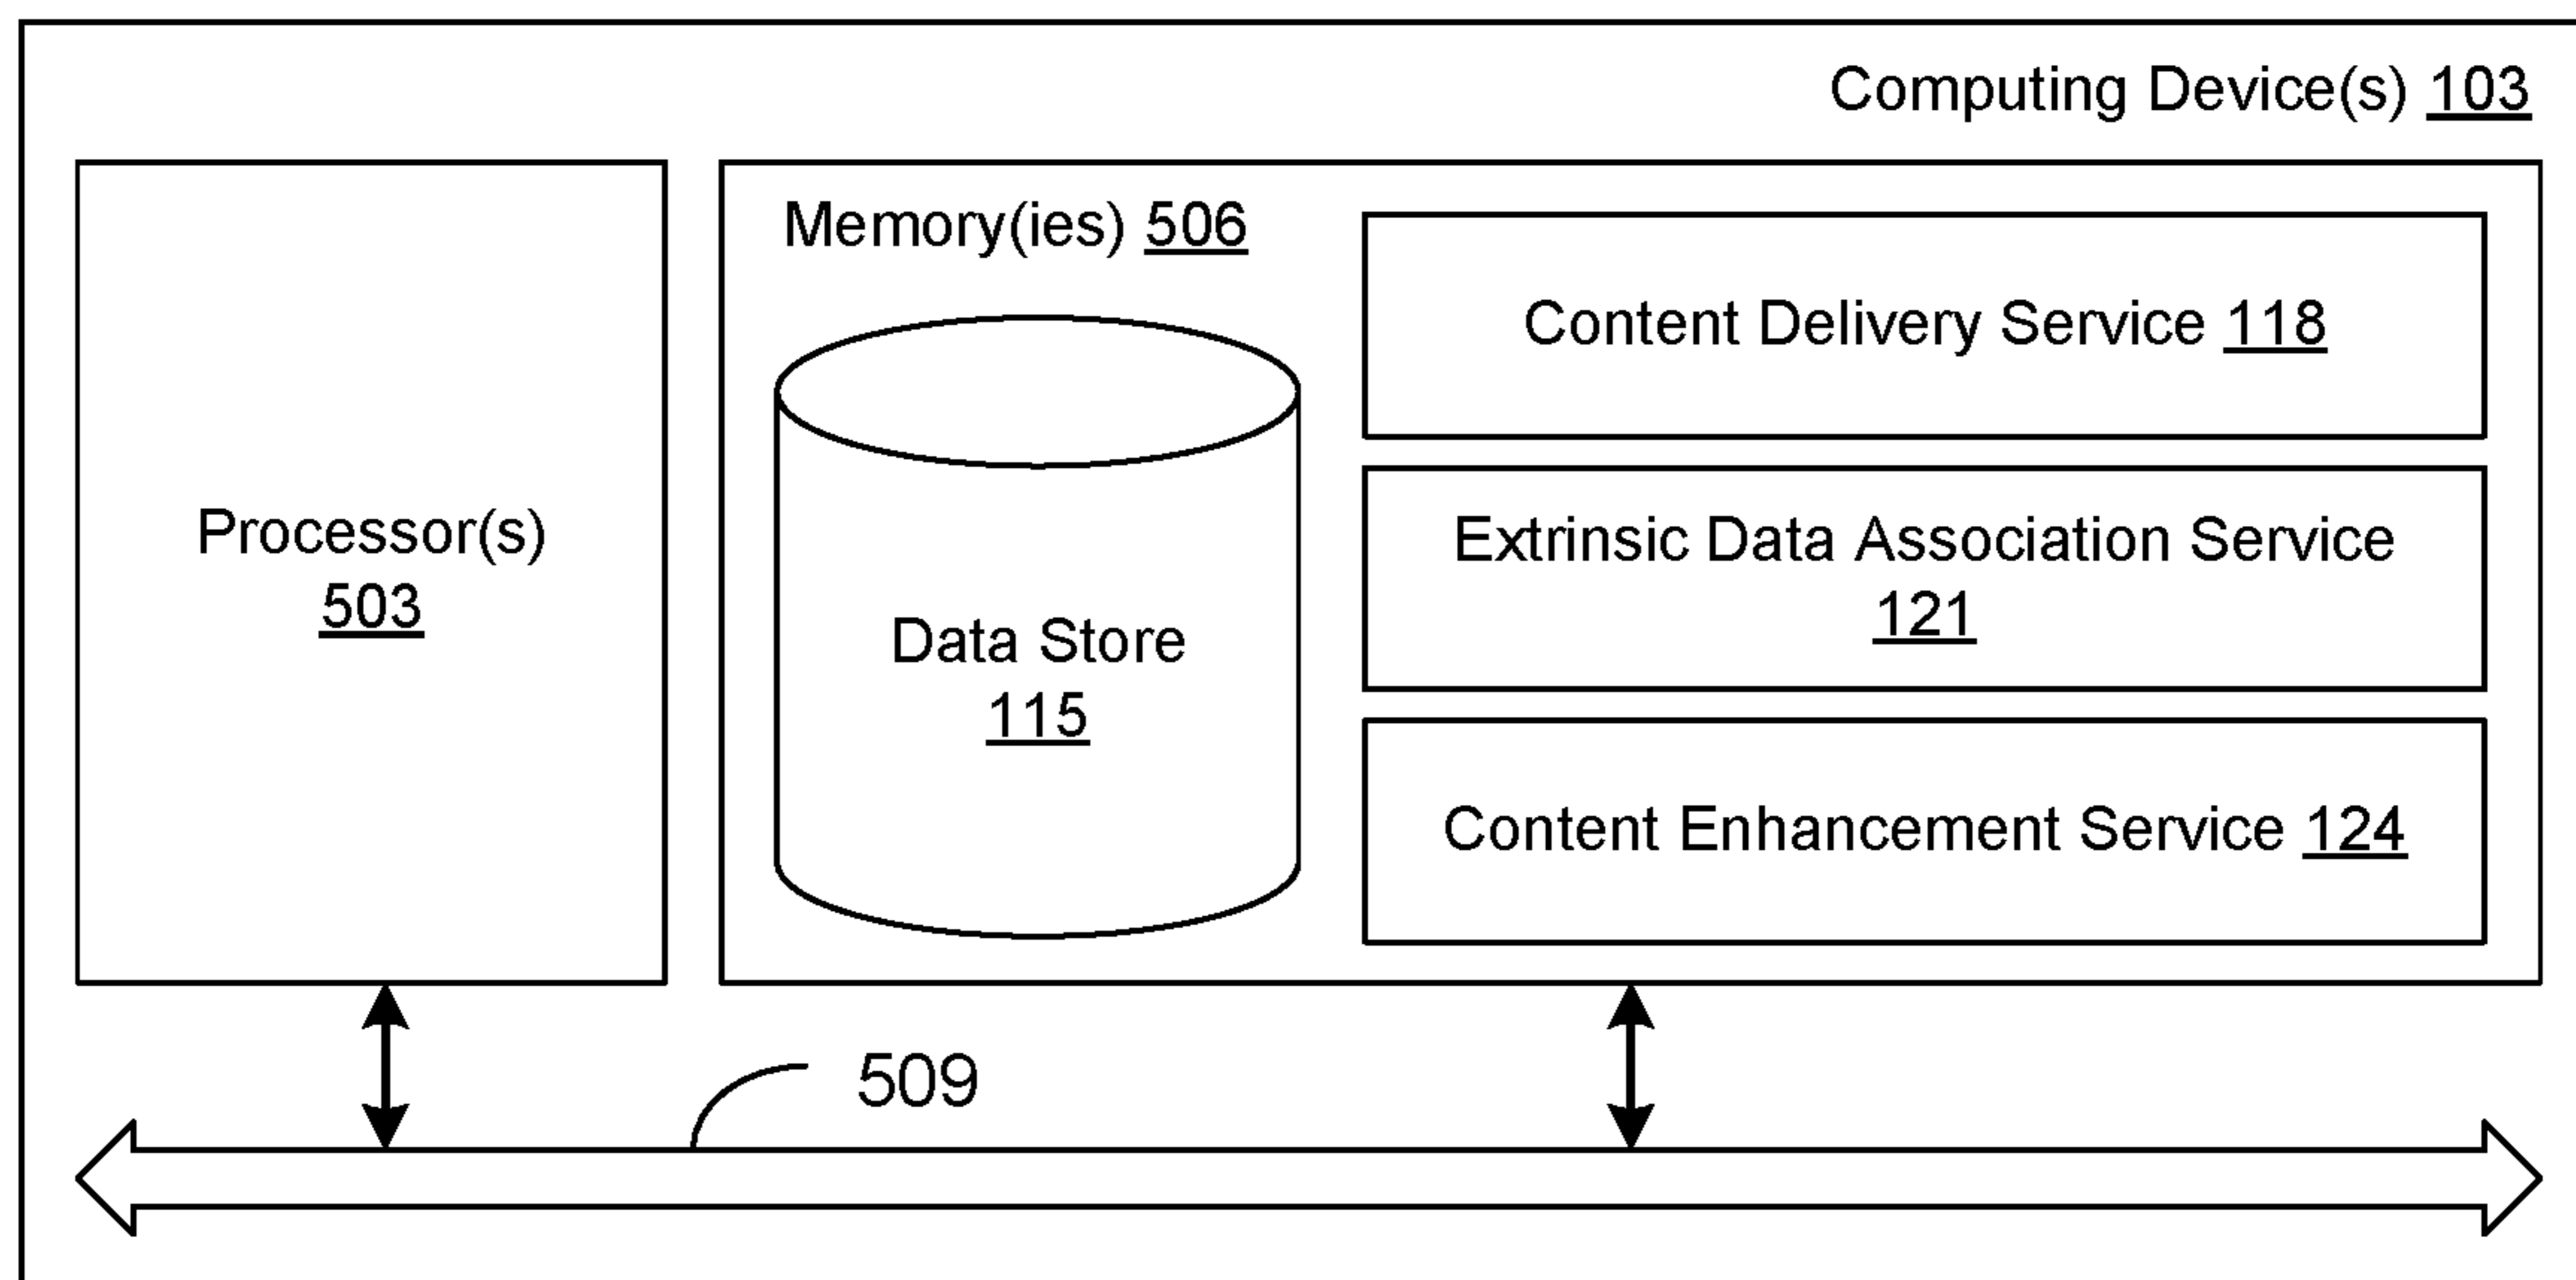 Computing Device(s) 103
Memory(ies) 506
Content Delivery Service 118
Processor(s)
503
Data Store
115
Extrinsic Data Association Service
121
Content Enhancement Service 124
509